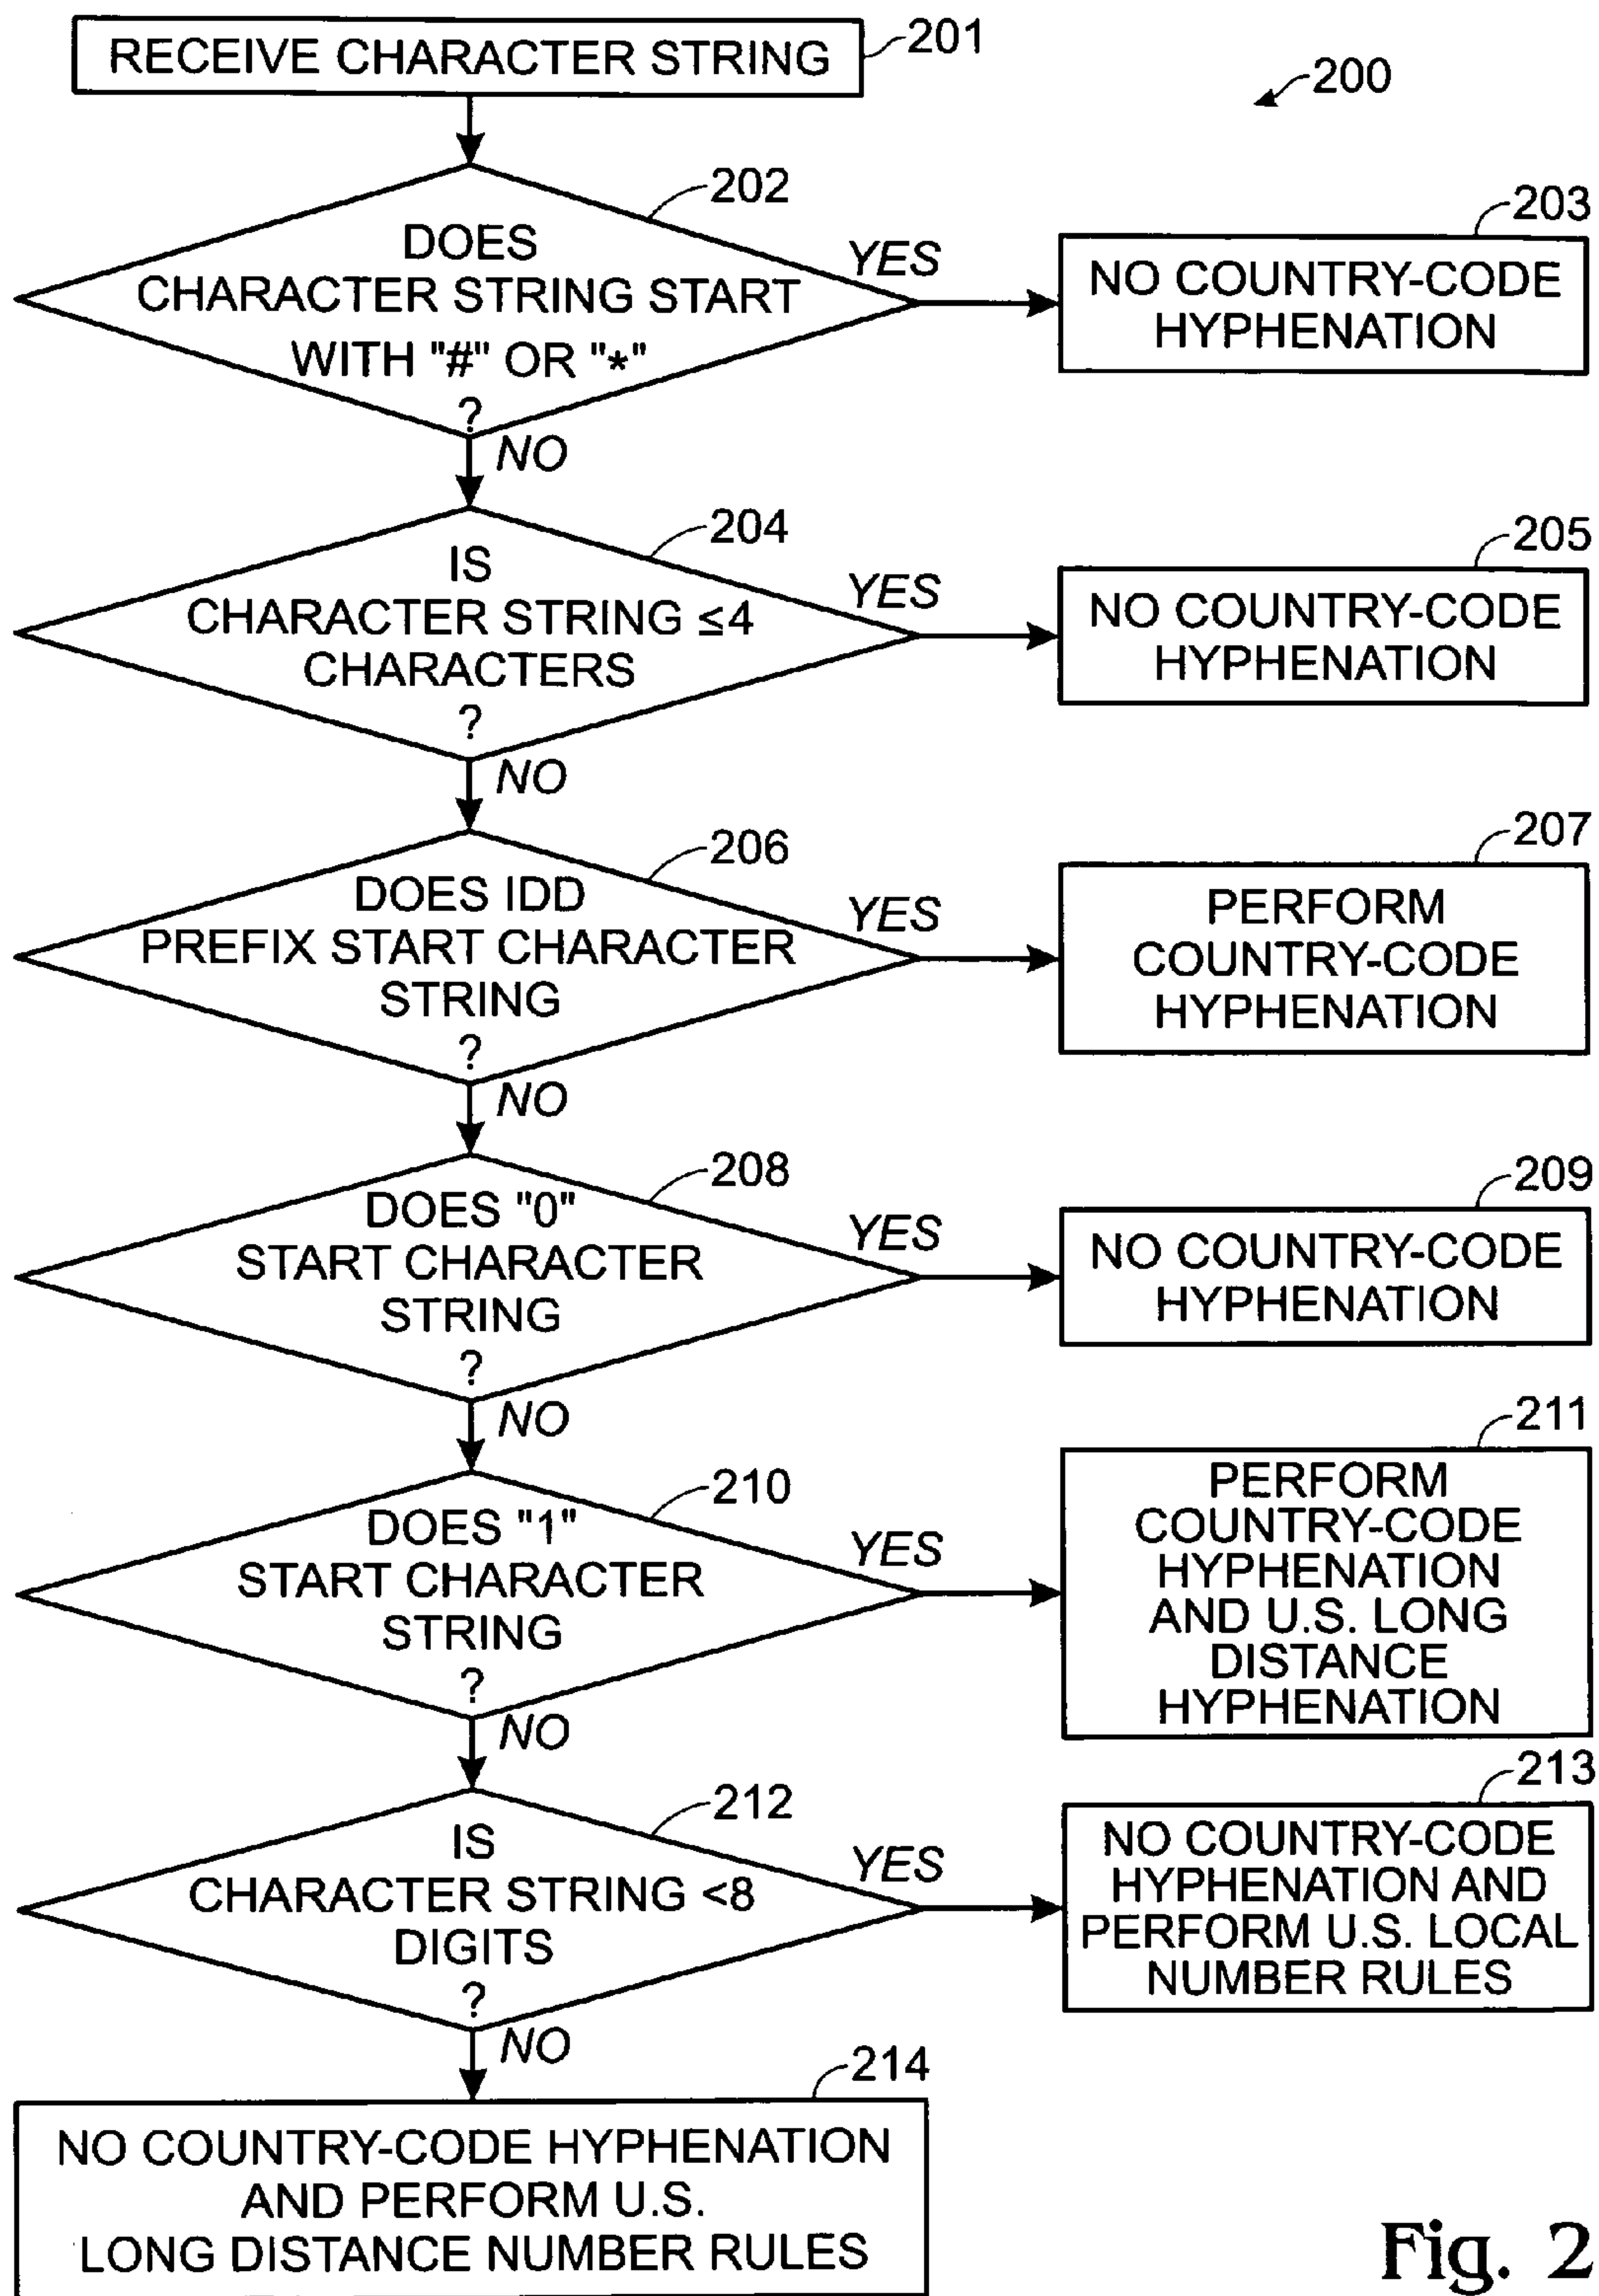 RECEIVE CHARACTER STRING
201
200
202
DOES
CHARACTER STRING START
WITH "#" OR "*"
?
YES
203
NO COUNTRY-CODE
HYPHENATION
NO
204
IS
CHARACTER STRING ≤4
CHARACTERS
?
YES
205
NO COUNTRY-CODE
HYPHENATION
NO
206
DOES IDD
PREFIX START CHARACTER
STRING
?
YES
207
PERFORM
COUNTRY-CODE
HYPHENATION
NO
208
DOES "0"
START CHARACTER
STRING
?
YES
209
NO COUNTRY-CODE
HYPHENATION
NO
210
DOES "1"
START CHARACTER
STRING
?
YES
211
PERFORM
COUNTRY-CODE
HYPHENATION
AND U.S. LONG
DISTANCE
HYPHENATION
NO
212
IS
CHARACTER STRING <8
DIGITS
?
YES
213
NO COUNTRY-CODE
HYPHENATION AND
PERFORM U.S. LOCAL
NUMBER RULES
NO
214
NO COUNTRY-CODE HYPHENATION
AND PERFORM U.S.
LONG DISTANCE NUMBER RULES
Fig. 2